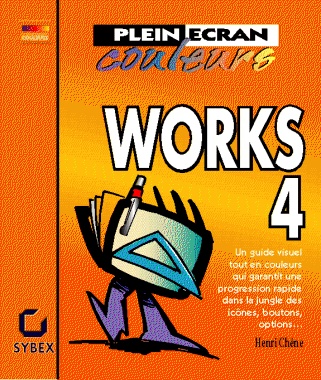 PLEIN ECRAN
couleurs
WORKS
4
Un guide visuel
tout en couleurs
qui garantit une
progression rapide
dans la jungle des
icônes, boutons,
options...
Henri Chêne
SYBEX